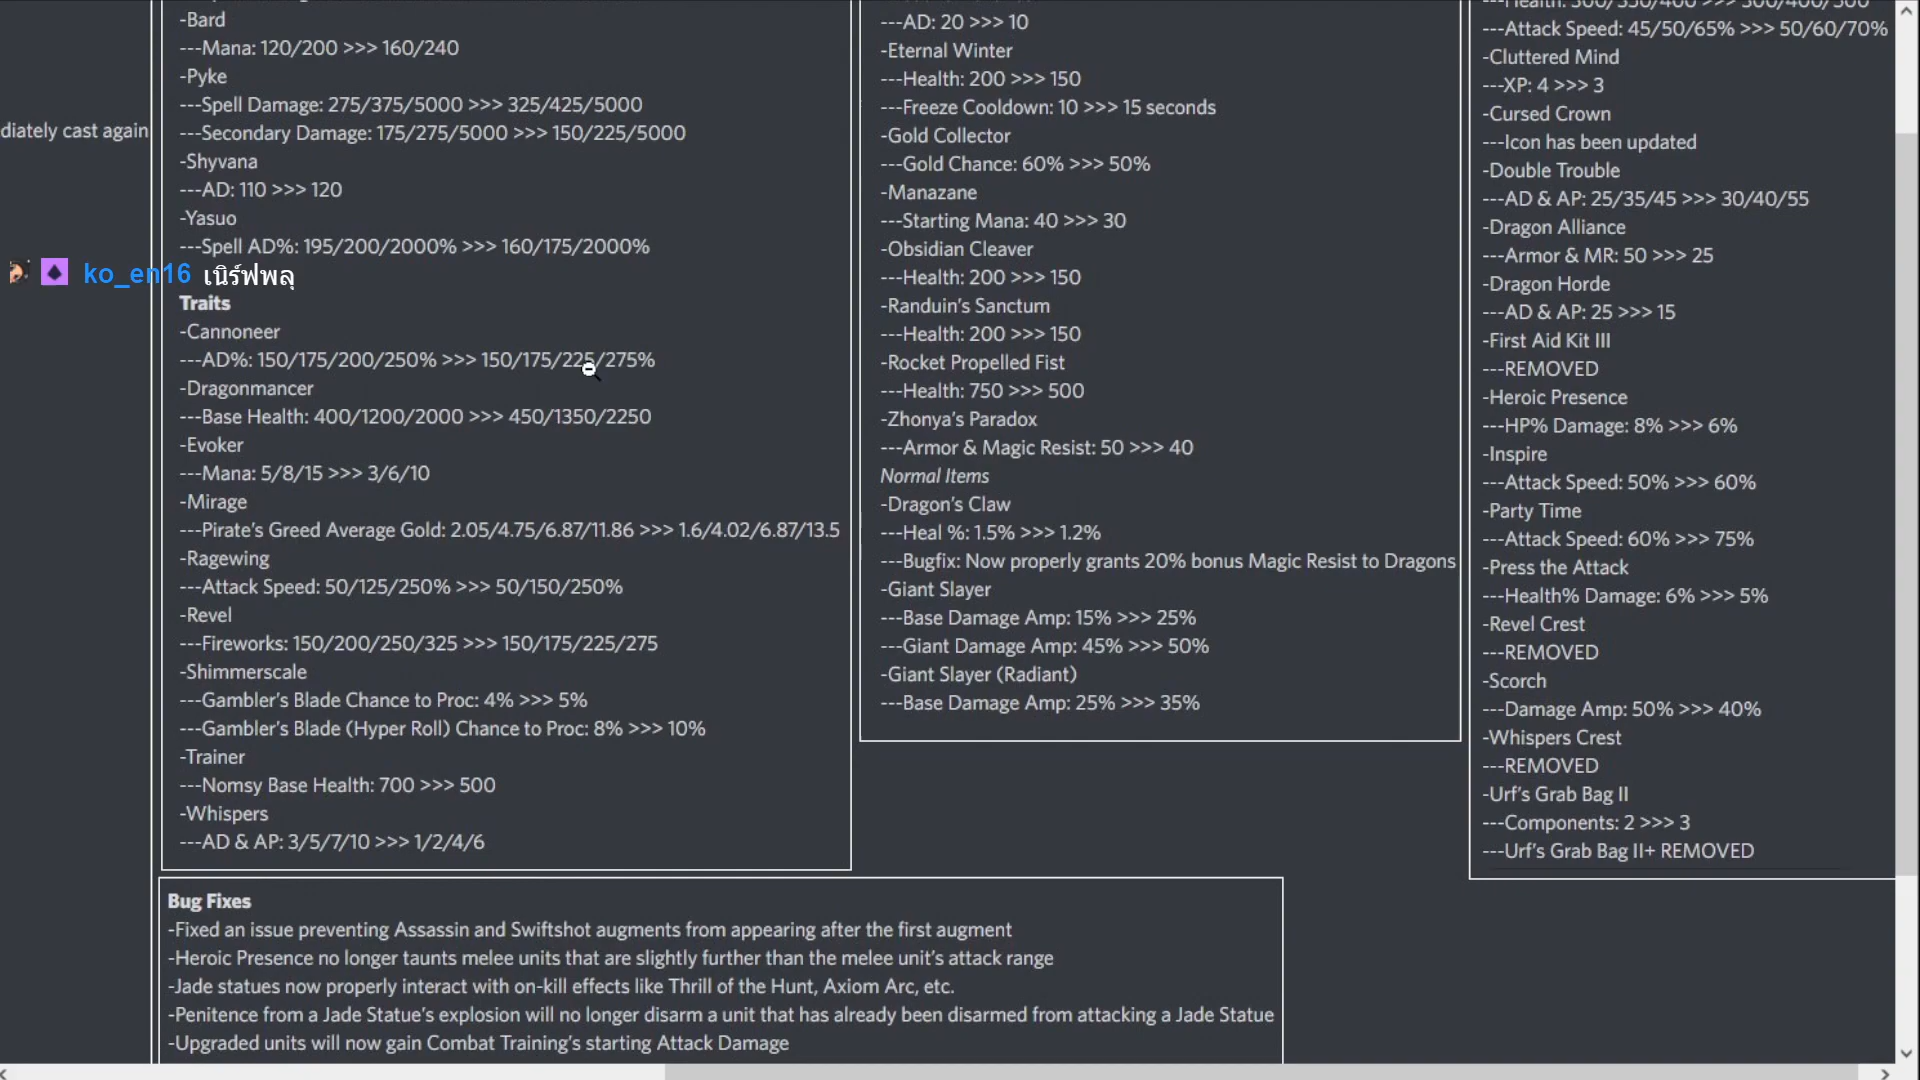 diately cast again
-Bard
---Mana: 120/200 >>> 160/240
-Pyke
---Spell Damage: 275/375/5000 >>> 325/425/5000
---Secondary Damage: 175/275/5000 >>> 150/225/5000
-Shyvana
---AD: 110 >>> 120
-Yasuo
---Spell AD%: 195/200/2000% >>> 160/175/2000%
ko_en16 เนิร์ฟพลุ
Traits
-Cannoneer
---AD%: 150/175/200/250% >>> 150/175/225/275%
-Dragonmancer
---Base Health: 400/1200/2000 >>> 450/1350/2250
-Evoker
---Mana: 5/8/15 >>> 3/6/10
-Mirage
---Pirate's Greed Average Gold: 2.05/4.75/6.87/11.86 >>> 1.6/4.02/6.87/13.5
-Ragewing
---Attack Speed: 50/125/250% >>> 50/150/250%
-Revel
---Fireworks: 150/200/250/325 >>> 150/175/225/275
-Shimmerscale
---Gambler's Blade Chance to Proc: 4% >>> 5%
---Gambler's Blade (Hyper Roll) Chance to Proc: 8% >>> 10%
-Trainer
---Nomsy Base Health: 700 >>> 500
-Whispers
---AD & AP: 3/5/7/10 >>> 1/2/4/6
---AD: 20 >>> 10
-Eternal Winter
---Health: 200 >>> 150
---Freeze Cooldown: 10 >>> 15 seconds
-Gold Collector
---Gold Chance: 60% >>> 50%
-Manazane
---Starting Mana: 40 >>> 30
-Obsidian Cleaver
---Health: 200 >>> 150
-Randuin's Sanctum
---Health: 200 >>> 150
-Rocket Propelled Fist
---Health: 750 >>> 500
-Zhonya's Paradox
---Armor & Magic Resist: 50 >>> 40
Normal Items
-Dragon's Claw
---Heal %: 1.5% >>> 1.2%
---Bugfix: Now properly grants 20% bonus Magic Resist to Dragons
-Giant Slayer
---Base Damage Amp: 15% >>> 25%
---Giant Damage Amp: 45% >>> 50%
-Giant Slayer (Radiant)
---Base Damage Amp: 25% >>> 35%
---Attack Speed: 45/50/65% >>> 50/60/70%
-Cluttered Mind
---XP: 4 >>> 3
-Cursed Crown
---Icon has been updated
-Double Trouble
---AD & AP: 25/35/45 >>> 30/40/55
-Dragon Alliance
---Armor & MR: 50 >>> 25
-Dragon Horde
---AD & AP: 25 >>> 15
-First Aid Kit III
---REMOVED
-Heroic Presence
---HP% Damage: 8% >>> 6%
-Inspire
---Attack Speed: 50% >>> 60%
-Party Time
---Attack Speed: 60% >>> 75%
-Press the Attack
---Health% Damage: 6% >>> 5%
-Revel Crest
---REMOVED
-Scorch
---Damage Amp: 50% >>> 40%
-Whispers Crest
---REMOVED
-Urf's Grab Bag II
---Components: 2 >>> 3
---Urf's Grab Bag II+ REMOVED
Bug Fixes
-Fixed an issue preventing Assassin and Swiftshot augments from appearing after the first augment
-Heroic Presence no longer taunts melee units that are slightly further than the melee unit's attack range
-Jade statues now properly interact with on-kill effects like Thrill of the Hunt, Axiom Arc, etc.
-Penitence from a Jade Statue's explosion will no longer disarm a unit that has already been disarmed from attacking a Jade Statue
-Upgraded units will now gain Combat Training's starting Attack Damage